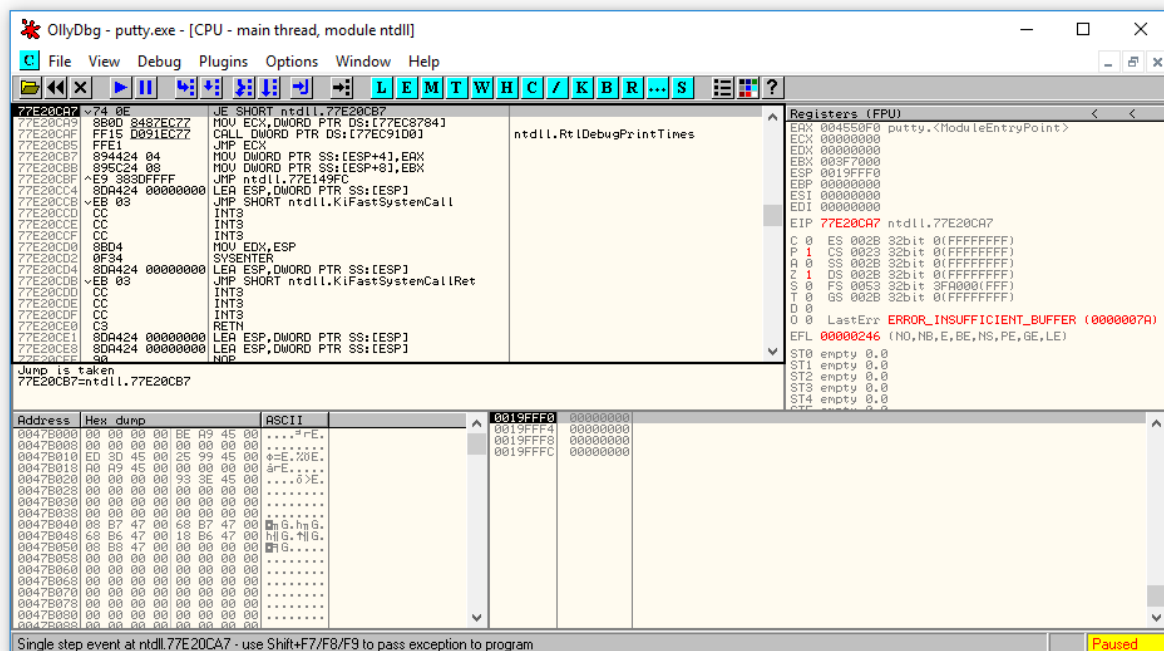 OllyDbg - putty.exe - [CPU - main thread, module ntdll]
C File View Debug Plugins Options Window Help
L E M T W H C / K B R ... S ?
77E20CA7 74 0E JE SHORT ntdll.77E20CB7
77E20CA9 8B0D 8487EC77 MOV ECX,DWORD PTR DS:[77EC8784]
77E20CAF FF15 D091EC77 CALL DWORD PTR DS:[77EC91D0] ntdll.RtlDebugPrintTimes
77E20CB5 FFE1 JMP ECX
77E20CB7 894424 04 MOV DWORD PTR SS:[ESP+4],EAX
77E20CBB 895C24 08 MOV DWORD PTR SS:[ESP+8],EBX
77E20CBF ^E9 383DFFFF JMP ntdll.77E149FC
77E20CC4 8DA424 00000000 LEA ESP,DWORD PTR SS:[ESP]
77E20CCB EB 03 JMP SHORT ntdll.KiFastSystemCall
77E20CCD CC INT3
77E20CCE CC INT3
77E20CCF CC INT3
77E20CD0 8BD4 MOV EDX,ESP
77E20CD2 0F34 SYSENTER
77E20CD4 8DA424 00000000 LEA ESP,DWORD PTR SS:[ESP]
77E20CDB EB 03 JMP SHORT ntdll.KiFastSystemCallRet
77E20CDD CC INT3
77E20CDE CC INT3
77E20CDF CC INT3
77E20CE0 C3 RETN
77E20CE1 8DA424 00000000 LEA ESP,DWORD PTR SS:[ESP]
77E20CE8 8DA424 00000000 LEA ESP,DWORD PTR SS:[ESP]
77E20CEF 90 NOP
Jump is taken
77E20CB7=ntdll.77E20CB7
Registers (FPU) < <
EAX 004550F0 putty.<ModuleEntryPoint>
ECX 00000000
EDX 00000000
EBX 003F7000
ESP 0019FFF0
EBP 00000000
ESI 00000000
EDI 00000000
EIP 77E20CA7 ntdll.77E20CA7
C 0 ES 002B 32bit 0(FFFFFFFF)
P 1 CS 0023 32bit 0(FFFFFFFF)
A 0 SS 002B 32bit 0(FFFFFFFF)
Z 1 DS 002B 32bit 0(FFFFFFFF)
S 0 FS 0053 32bit 3FA000(FFF)
T 0 GS 002B 32bit 0(FFFFFFFF)
D 0
O 0 LastErr ERROR_INSUFFICIENT_BUFFER (0000007A)
EFL 00000246 (NO,NB,E,BE,NS,PE,GE,LE)
ST0 empty 0.0
ST1 empty 0.0
ST2 empty 0.0
ST3 empty 0.0
ST4 empty 0.0
Address Hex dump ASCII
0047B000 00 00 00 00 BE A9 45 00
0047B008 00 00 00 00 00 00 00 00 ........
0047B010 ED 3D 45 00 25 99 45 00 φ=E.%ÖE.
0047B018 A0 A9 45 00 00 00 00 00 á⌐E.....
0047B020 00 00 00 00 93 3E 45 00 ....ô>E.
0047B028 00 00 00 00 00 00 00 00 ........
0047B030 00 00 00 00 00 00 00 00 ........
0047B038 00 00 00 00 00 00 00 00 ........
0047B040 08 B7 47 00 68 B7 47 00
0047B048 68 B6 47 00 18 B6 47 00
0047B050 08 B8 47 00 00 00 00 00
0047B058 00 00 00 00 00 00 00 00 ........
0047B060 00 00 00 00 00 00 00 00 ........
0047B068 00 00 00 00 00 00 00 00 ........
0047B070 00 00 00 00 00 00 00 00 ........
0047B078 00 00 00 00 00 00 00 00 ........
0047B080 00 00 00 00 00 00 00 00 ........
0019FFF0 00000000
0019FFF4 00000000
0019FFF8 00000000
0019FFFC 00000000
Single step event at ntdll.77E20CA7 - use Shift+F7/F8/F9 to pass exception to program
Paused